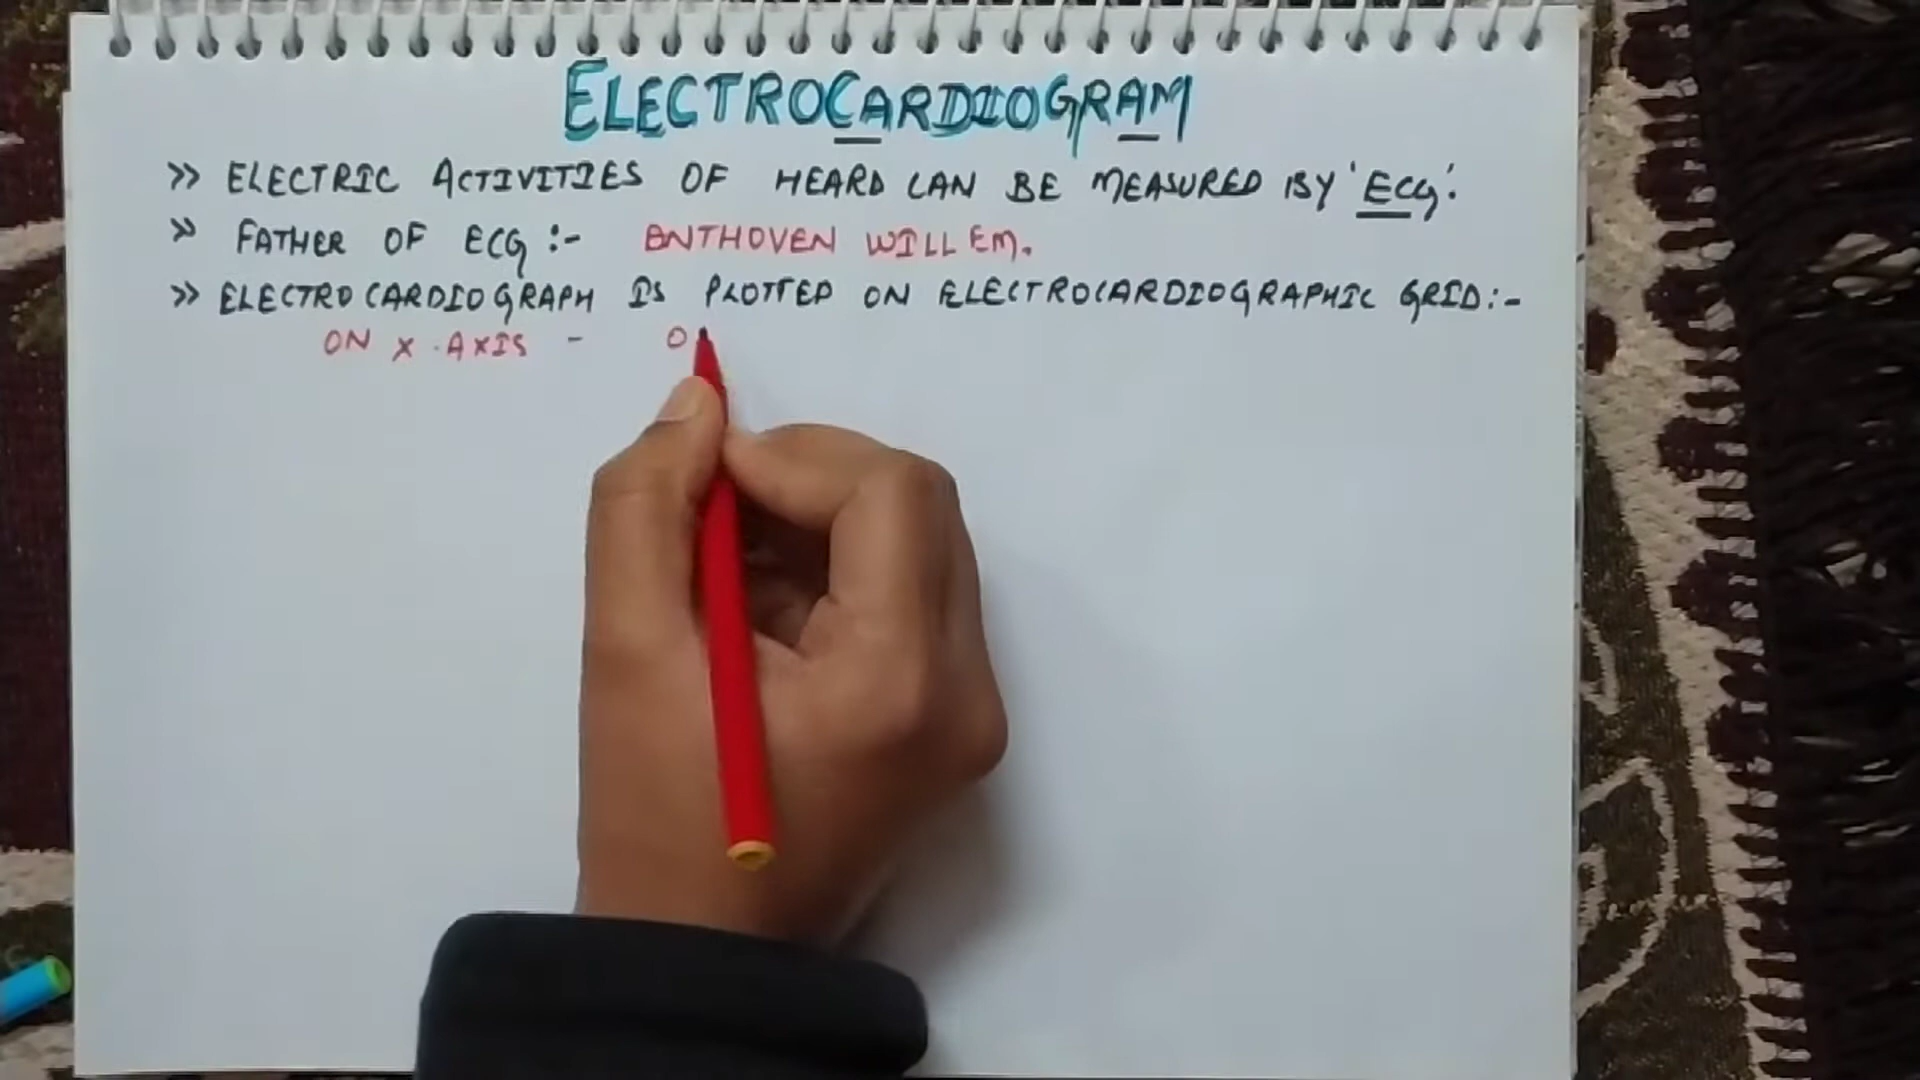 ELECTROCARDIOGRAM
» ELECTRIC ACTIVITIES OF HEARD CAN BE MEASURED BY 'ECG'.
» FATHER OF ECG :- ENTHOVEN WILLEM.
» ELECTROCARDIOGRAPH IS PLOTTED ON ELECTROCARDIOGRAPHIC GRID:-
ON X-AXIS - 0